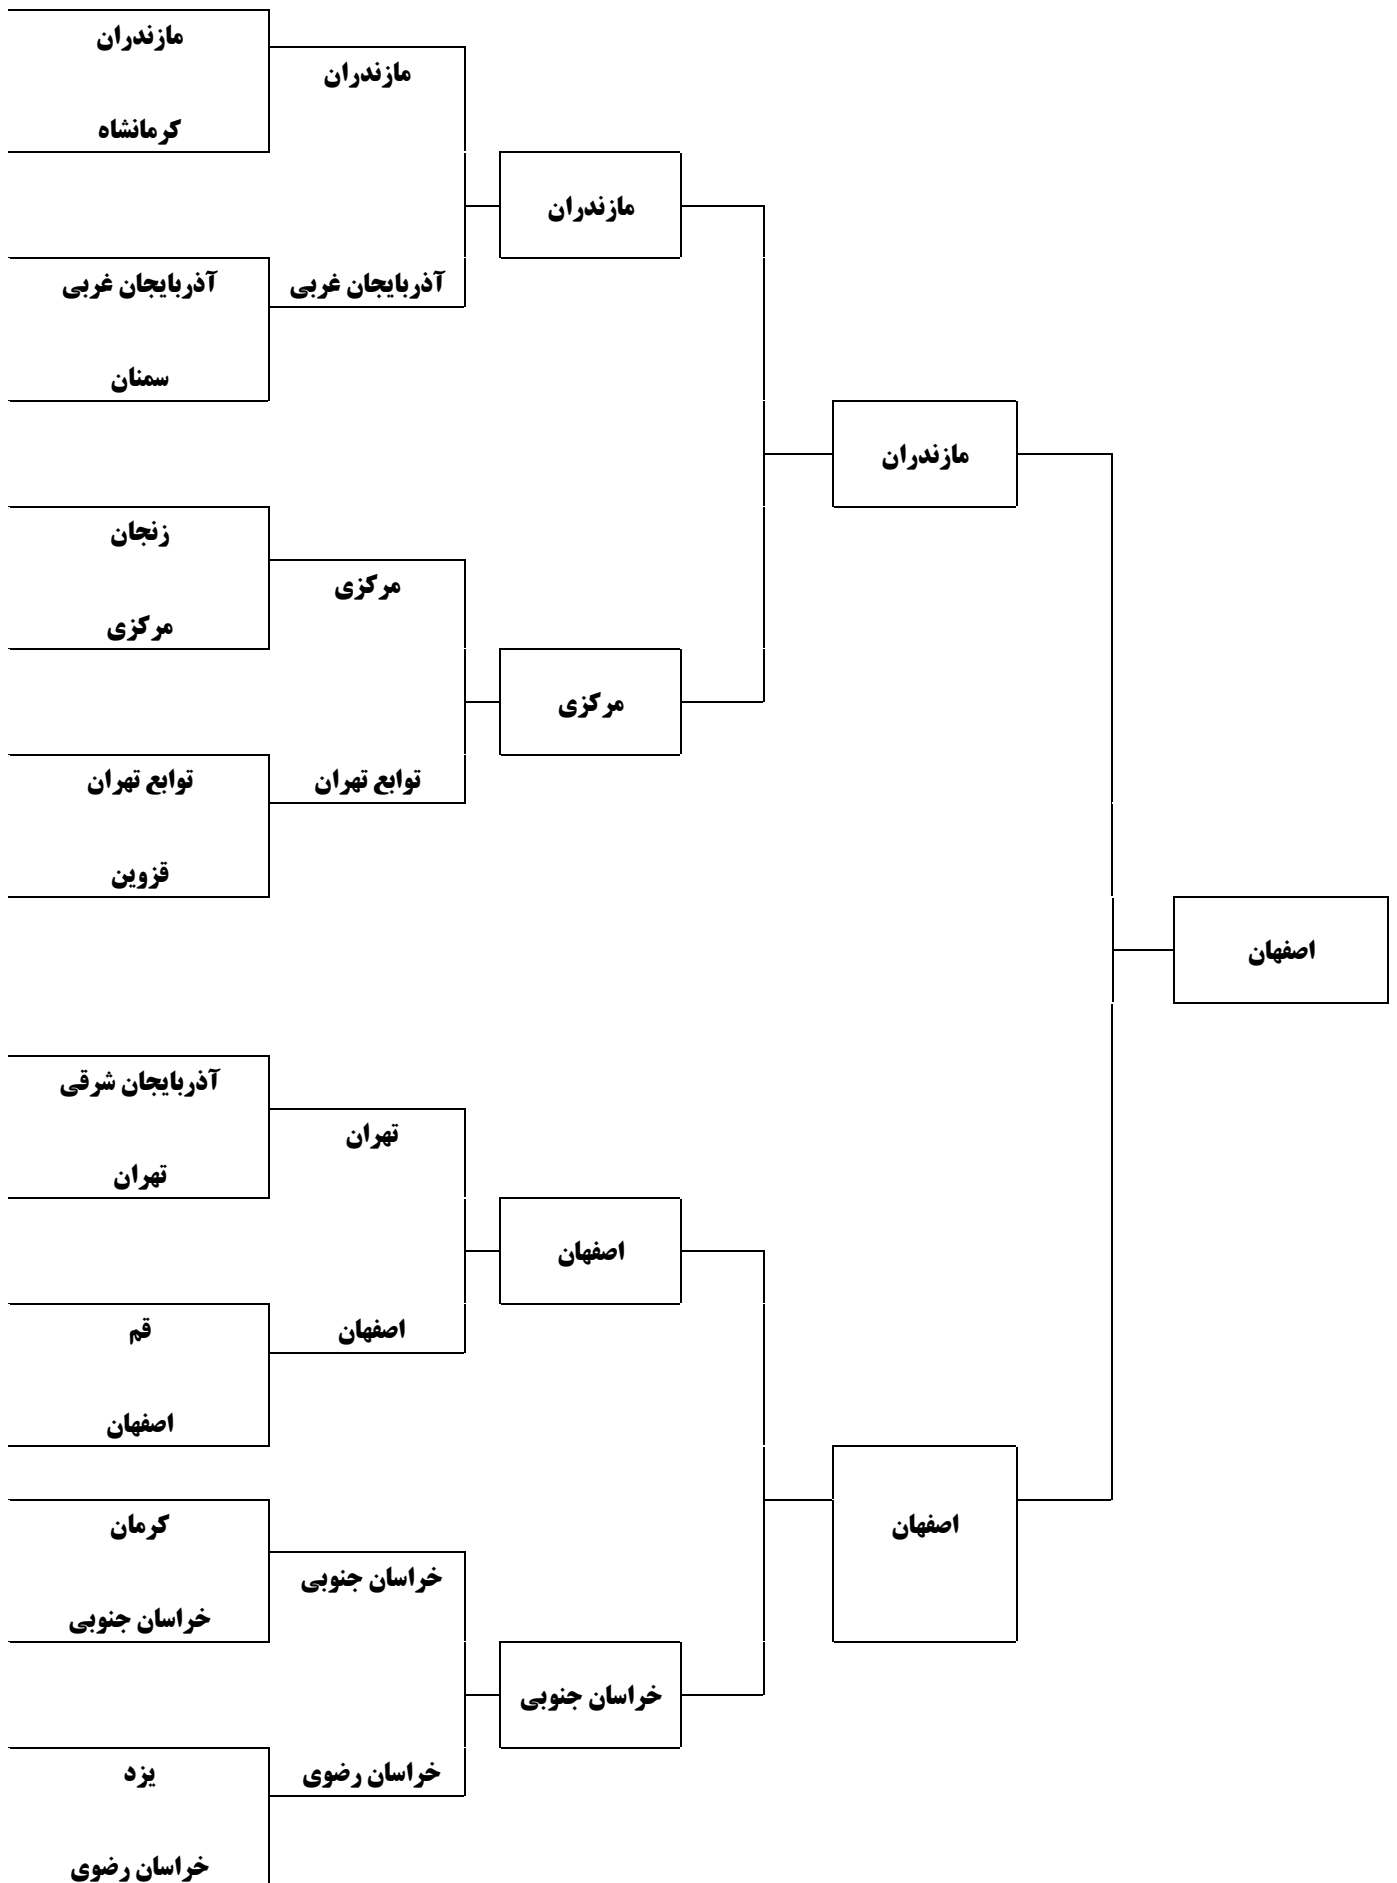 مازندران
مازندران
کرمانشاه
مازندران
آذربایجان غربی
آذربایجان غربی
سمنان
مازندران
زنجان
مرکزی
مرکزی
مرکزی
توابع تهران
توابع تهران
قزوین
اصفهان
آذربایجان شرقی
تهران
تهران
اصفهان
قم
اصفهان
اصفهان
کرمان
اصفهان
خراسان جنوبی
خراسان جنوبی
خراسان جنوبی
یزد
خراسان رضوی
خراسان رضوی